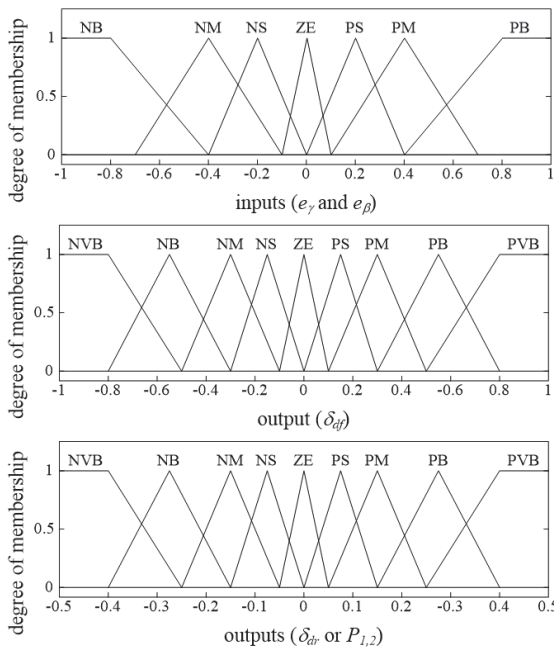 NB NM NS ZE PS PM PB
degree of membership
1
0.5
0
-1 -0.8 -0.6 -0.4 -0.2 0 0.2 0.4 0.6 0.8 1
inputs (eγ and eβ)
NVB NB NM NS ZE PS PM PB PVB
degree of membership
1
0.5
0
-1 -0.8 -0.6 -0.4 -0.2 0 0.2 0.4 0.6 0.8 1
output (δdf)
NVB NB NM NS ZE PS PM PB PVB
degree of membership
1
0.5
0
-0.5 -0.4 -0.3 -0.2 -0.1 0 0.1 0.2 0.3 0.4 0.5
outputs (δdr or P1,2)